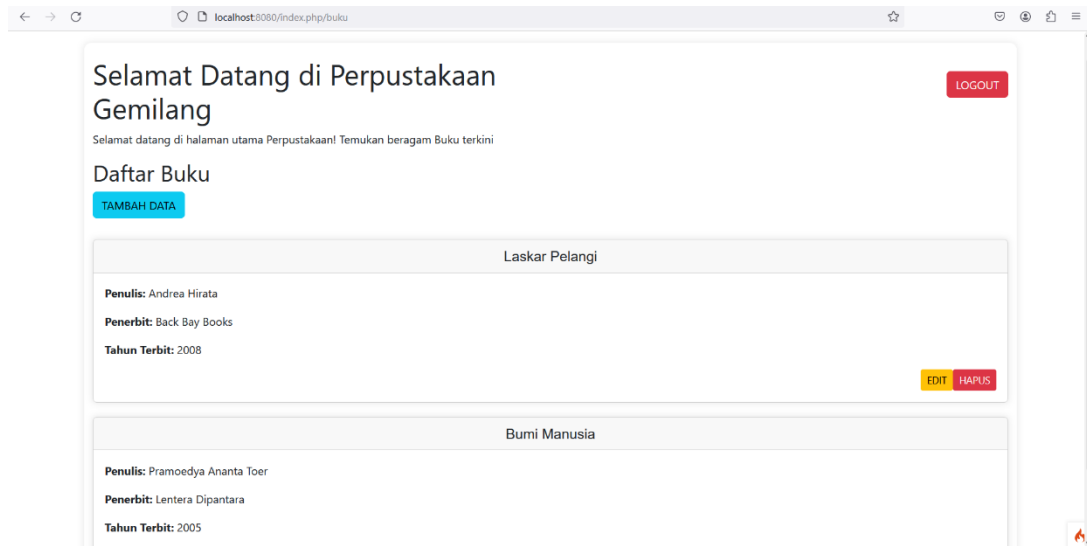 localhost:8080/index.php/buku
Selamat Datang di Perpustakaan
Gemilang
LOGOUT
Selamat datang di halaman utama Perpustakaan! Temukan beragam Buku terkini
Daftar Buku
TAMBAH DATA
Laskar Pelangi
Penulis: Andrea Hirata
Penerbit: Back Bay Books
Tahun Terbit: 2008
EDIT HAPUS
Bumi Manusia
Penulis: Pramoedya Ananta Toer
Penerbit: Lentera Dipantara
Tahun Terbit: 2005